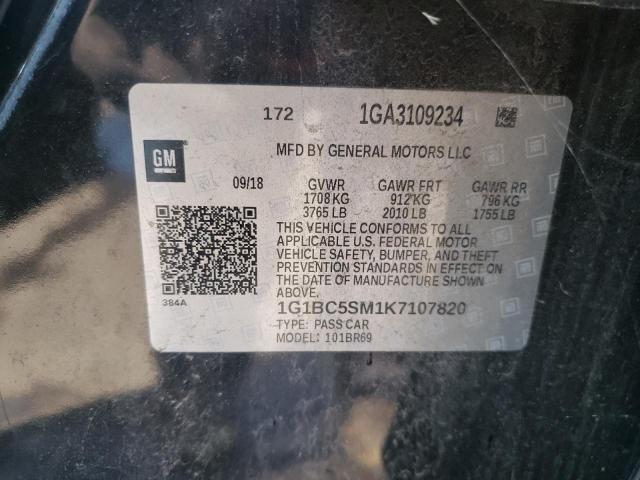 172 1GA3109234
GM
MFD BY GENERAL MOTORS LLC
09/18 GVWR GAWR FRT GAWR RR
1708 KG 912 KG 796 KG
3765 LB 2010 LB 1755 LB
THIS VEHICLE CONFORMS TO ALL
APPLICABLE U.S. FEDERAL MOTOR
VEHICLE SAFETY, BUMPER, AND THEFT
PREVENTION STANDARDS IN EFFECT ON THE
DATE OF MANUFACTURE SHOWN
ABOVE.
384A
1G1BC5SM1K7107820
TYPE: PASS CAR
MODEL: 101BR69